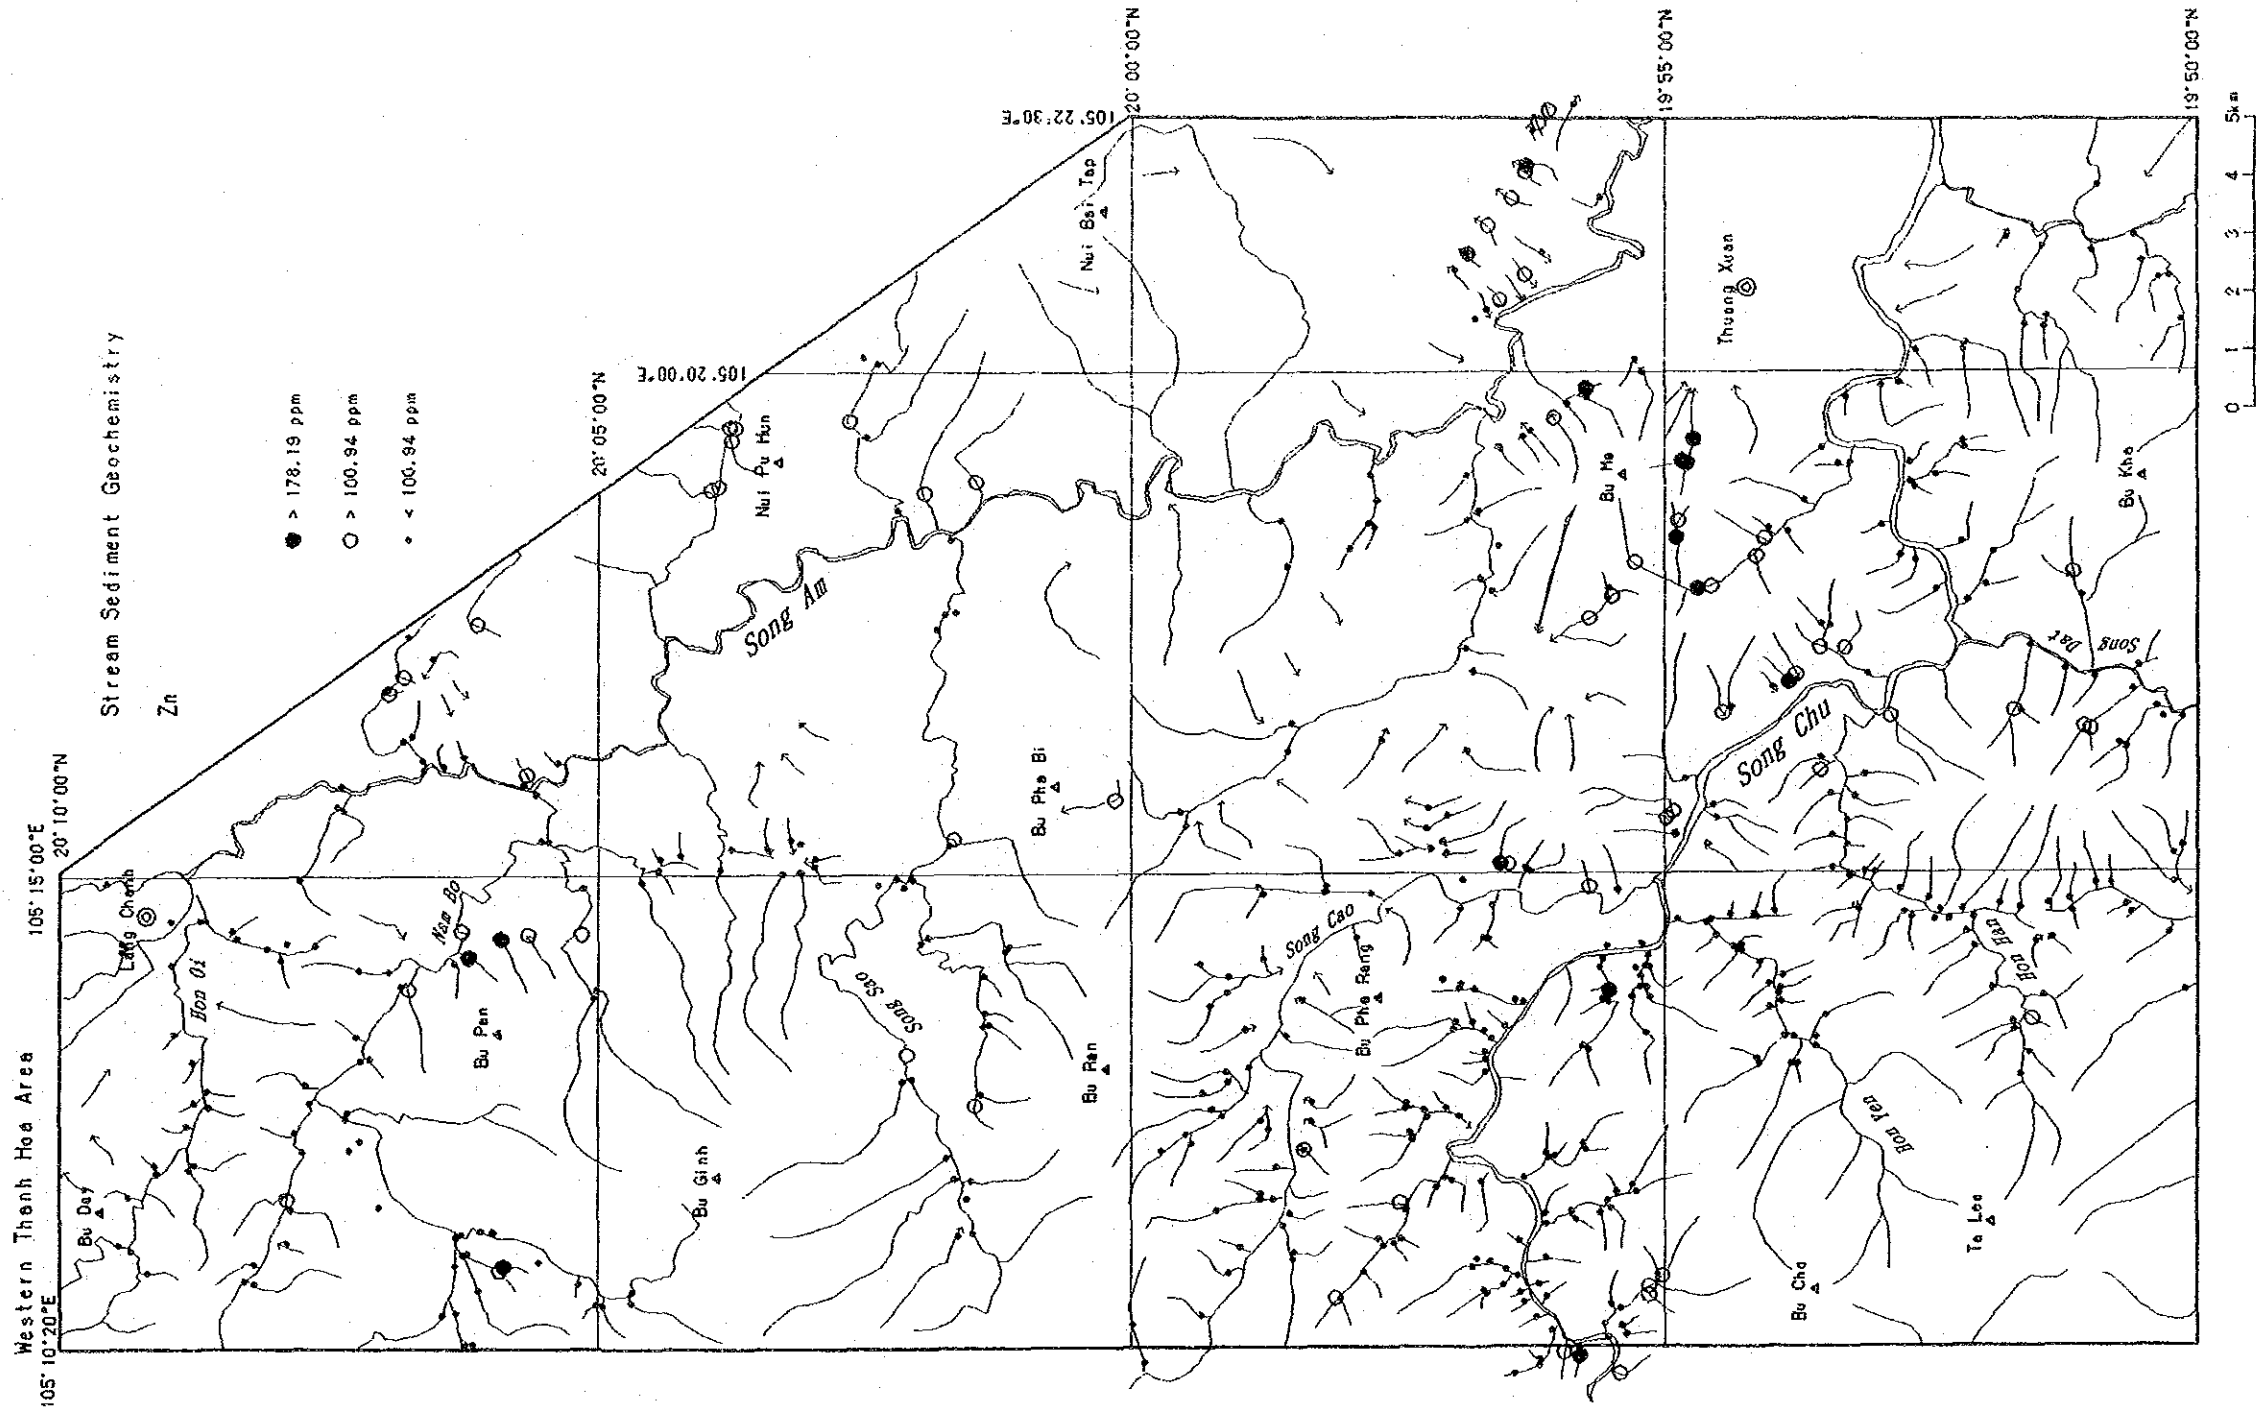 Western Thanh Hoa Area
Stream Sediment Geochemistry
Zn
● > 178.19 ppm
○ > 100.94 ppm
• < 100.94 ppm
105°10'20"E
105°15'00"E
20°10'00"N
20°05'00"N
105°20'00"E
105°22'30"E
20°00'00"N
19°55'00"N
19°50'00"N
Lang Chanh
Hon Oi
Bu Day
Nam Bo
Bu Pan
Bu Ginh
Song Am
Nui Pu Hun
Song Sao
Bu Ran
Bu Pha Bi
Nui Bai Tap
Song Cao
Bu Pha Rang
Bu Me
Thuong Xuan
Song Chu
Song Dat
Bu Kha
Hon Han
Hon Yen
Bu Cho
Ta Leo
0 1 2 3 4 5km